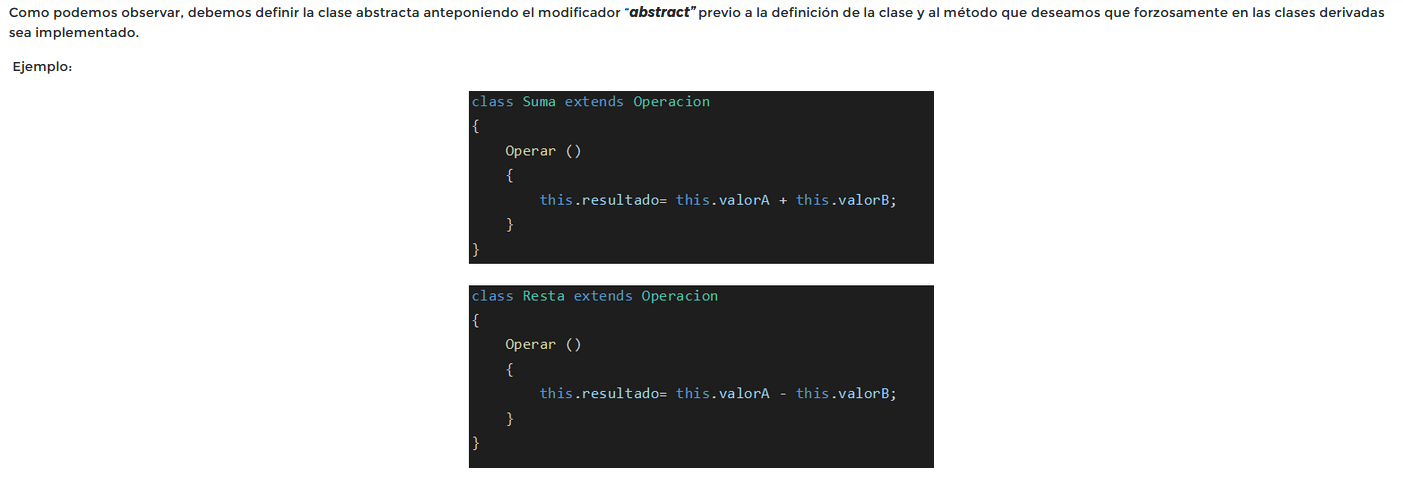 Como podemos observar, debemos definir la clase abstracta anteponiendo el modificador “abstract” previo a la definición de la clase y al método que deseamos que forzosamente en las clases derivadas
sea implementado.
Ejemplo:
class Suma extends Operacion
{
    Operar ()
    {
        this.resultado= this.valorA + this.valorB;
    }
}
class Resta extends Operacion
{
    Operar ()
    {
        this.resultado= this.valorA - this.valorB;
    }
}